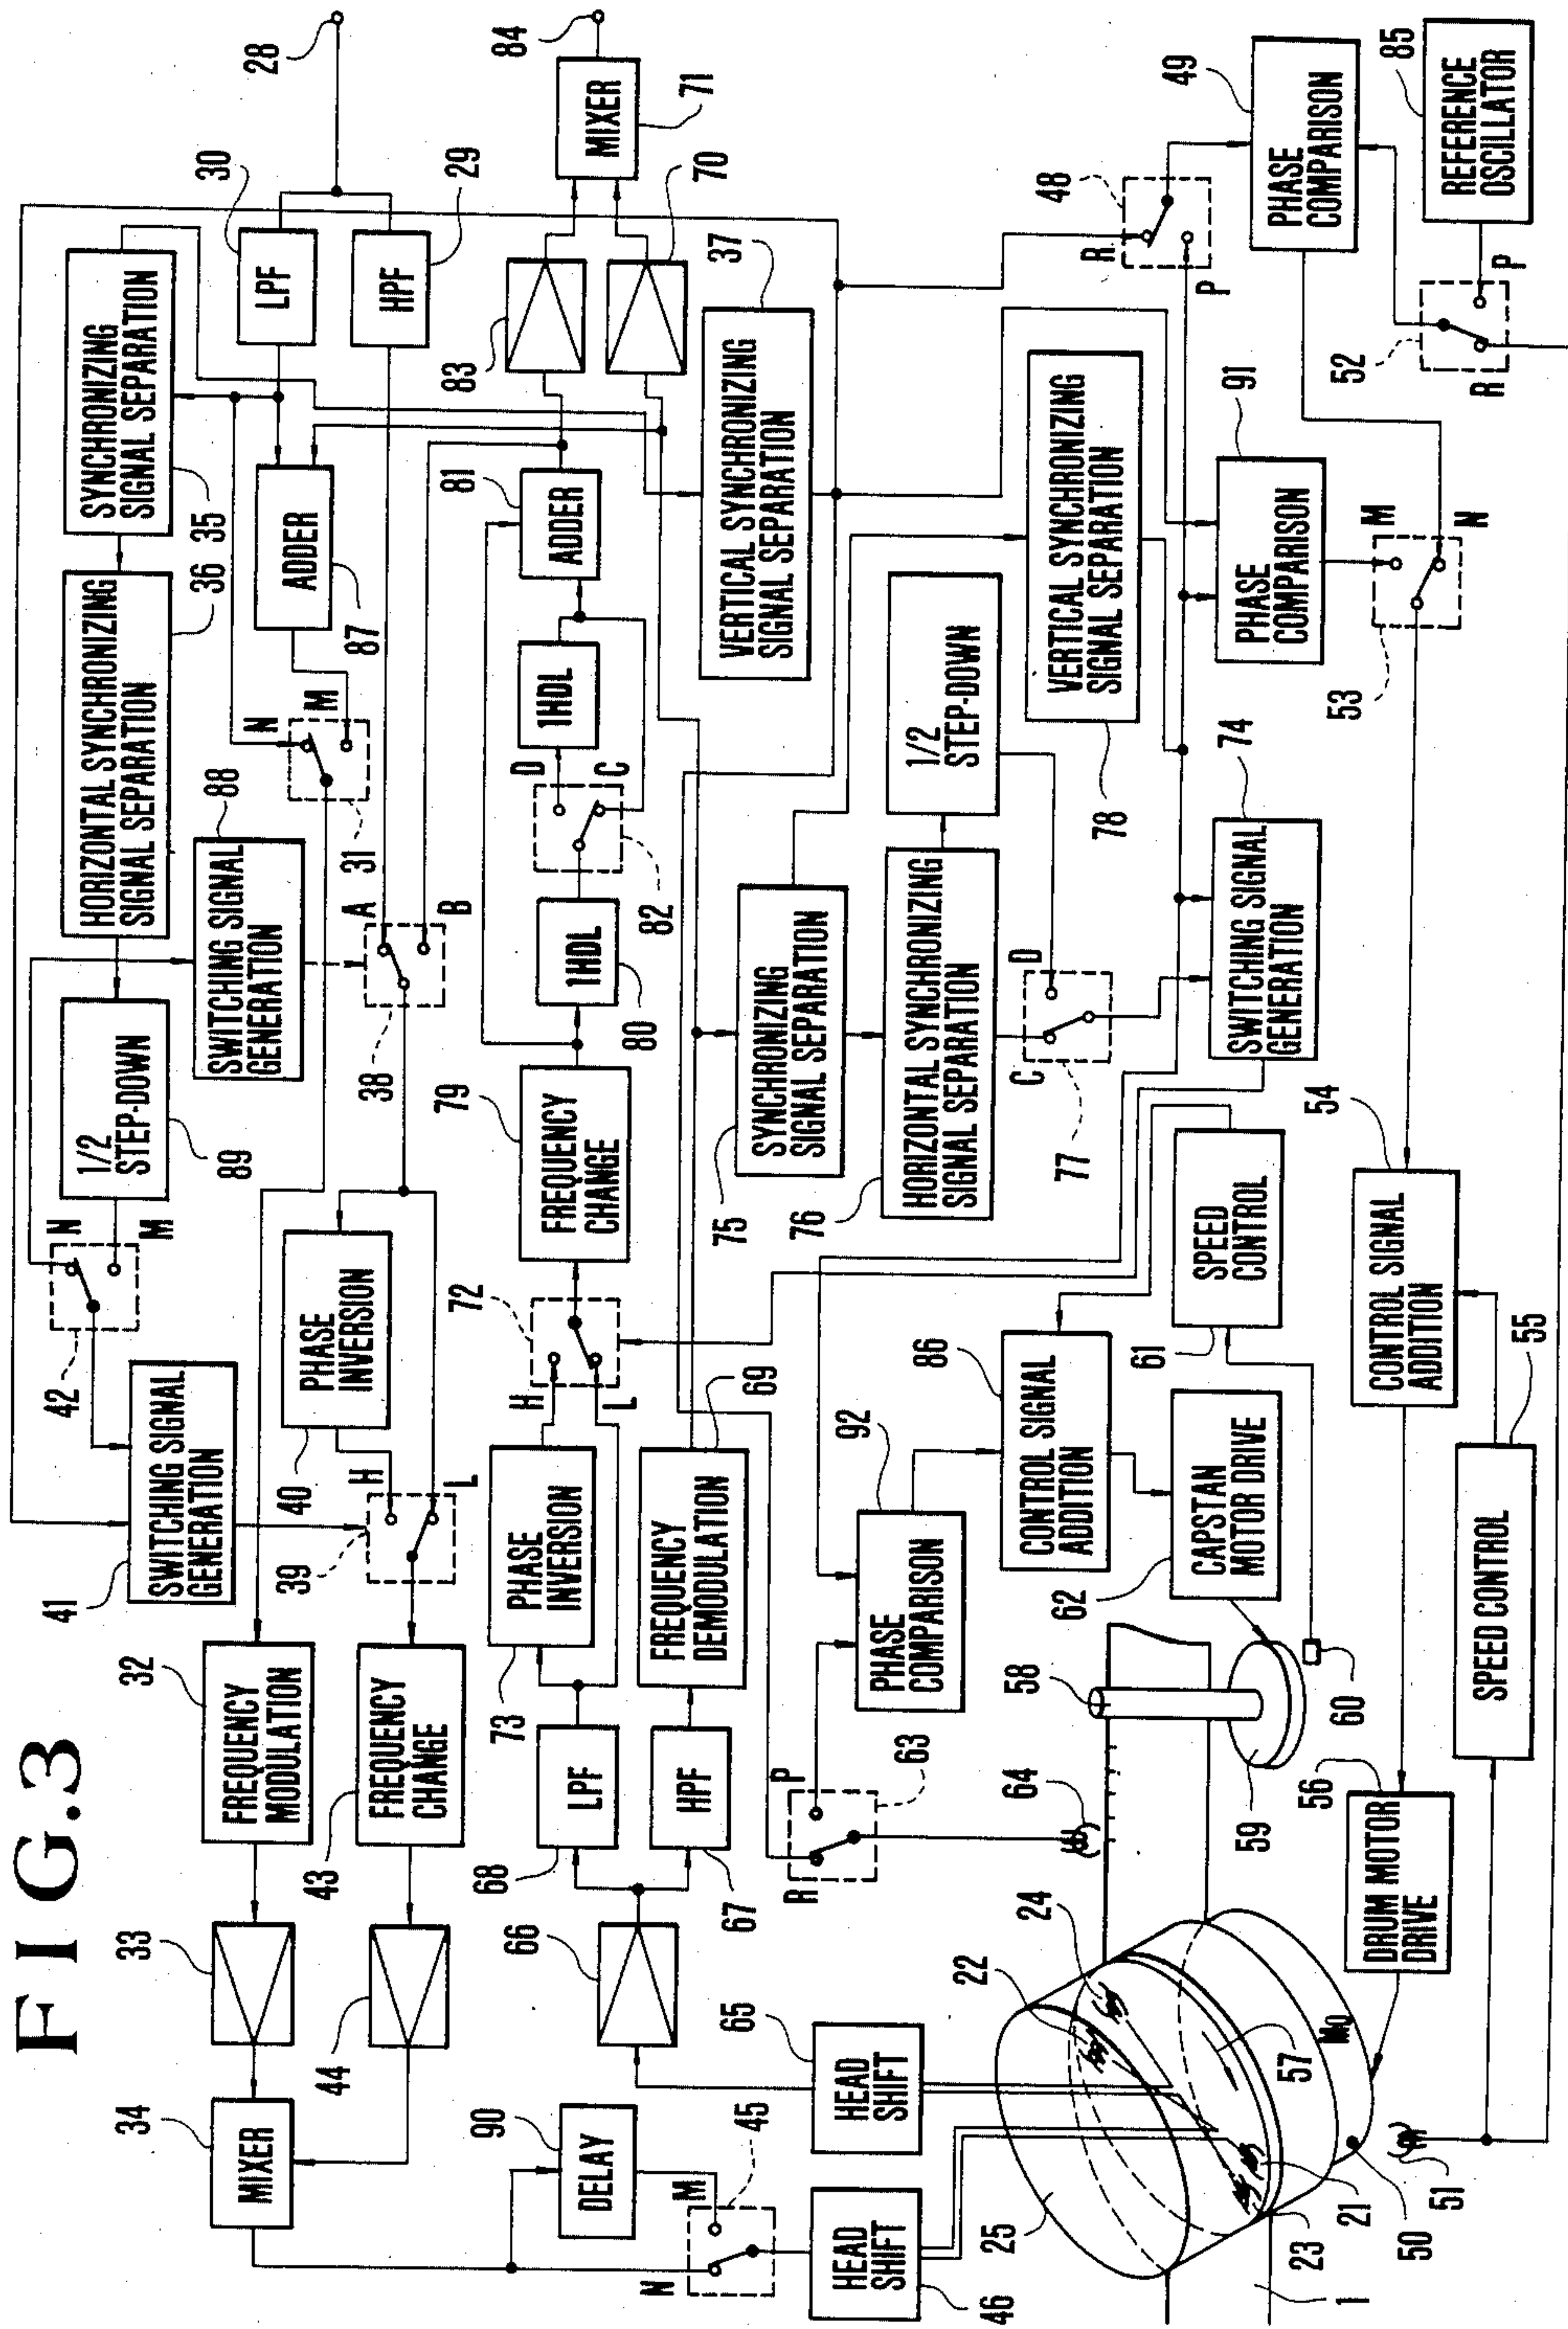 FIG.3
34
MIXER
33
32
FREQUENCY
MODULATION
44
43
FREQUENCY
CHANGE
41
SWITCHING SIGNAL
GENERATION
42
N
M
1/2
STEP-DOWN
89
HORIZONTAL SYNCHRONIZING
SIGNAL SEPARATION
36
SYNCHRONIZING
SIGNAL SEPARATION
35
SWITCHING SIGNAL
GENERATION
88
ADDER
87
N
M
31
LPF
30
HPF
29
28
39
H
L
PHASE
INVERSION
40
38
A
B
90
DELAY
N
M
45
HEAD
SHIFT
46
HEAD
SHIFT
65
66
68
LPF
67
HPF
73
PHASE
INVERSION
FREQUENCY
DEMODULATION
69
H
L
72
79
FREQUENCY
CHANGE
1HDL
80
D
C
82
1HDL
81
ADDER
83
70
MIXER
71
84
VERTICAL SYNCHRONIZING
SIGNAL SEPARATION
37
75
SYNCHRONIZING
SIGNAL SEPARATION
76
HORIZONTAL SYNCHRONIZING
SIGNAL SEPARATION
1/2
STEP-DOWN
C
D
77
VERTICAL SYNCHRONIZING
SIGNAL SEPARATION
78
SWITCHING SIGNAL
GENERATION
74
R
P
48
PHASE
COMPARISON
49
REFERENCE
OSCILLATOR
85
52
R
P
PHASE
COMPARISON
91
53
M
N
R
P
63
PHASE
COMPARISON
92
CONTROL SIGNAL
ADDITION
86
SPEED
CONTROL
61
CAPSTAN
MOTOR DRIVE
62
CONTROL SIGNAL
ADDITION
54
SPEED CONTROL
55
DRUM MOTOR
DRIVE
56
64
58
59
60
25
22
24
57
M0
21
23
50
51
1